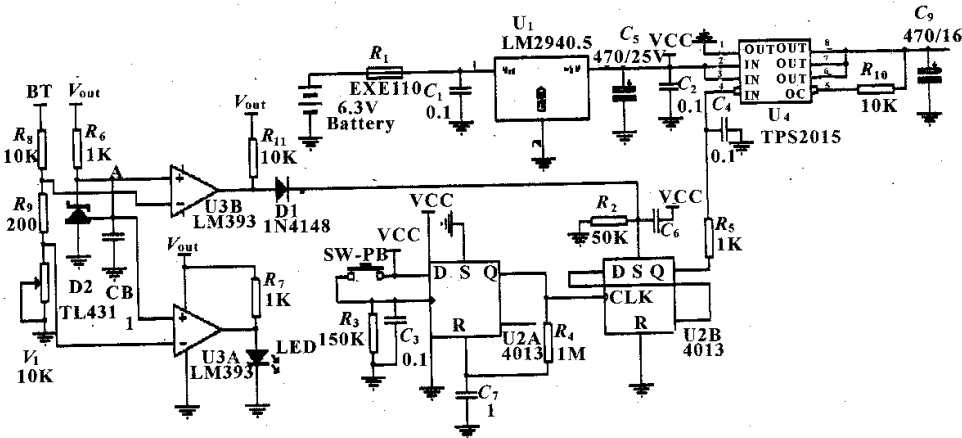 C9
470/16
U1
LM2940.5
C5
470/25V
VCC
R1
EXE110
6.3V
Battery
C1
0.1
C2
0.1
1
2
3
4
OUT OUT
IN OUT
IN OUT
IN OC
8
7
6
5
U4
TPS2015
R10
10K
C4
0.1
BT
Vout
R8
10K
R6
1K
A
Vout
R11
10K
U3B
LM393
D1
1N4148
R9
200
D2
TL431
CB
1
V1
10K
Vout
R7
1K
U3A
LM393
LED
VCC
VCC
SW-PB
R3
150K
C3
0.1
D S Q
R
U2A
4013
R4
1M
C7
1
R2
50K
VCC
C6
R5
1K
D S Q
CLK
R
U2B
4013